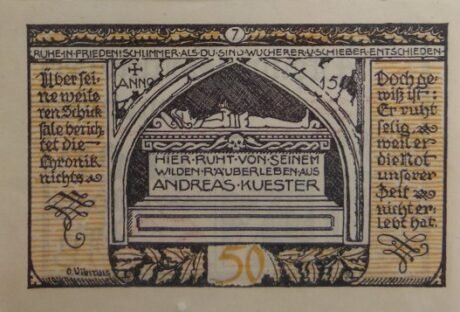 7
RUHE·IN·FRIEDEN!SCHLIMMER·ALS·DU·SIND·WUCHERER·U·SCHIEBER·ENTSCHIEDEN·
Über sei-
ne weite
ren Schick
sale berich
tet die
Chronik
nichts
ANNO 15
HIER·RUHT·VON·SEINEM
WILDEN·RÄUBERLEBEN·AUS
ANDREAS·KUESTER
Doch ge-
wiß ist
Er ruht
selig
weil er
die Not
unserer
Zeit
nicht er-
lebt hat.
50